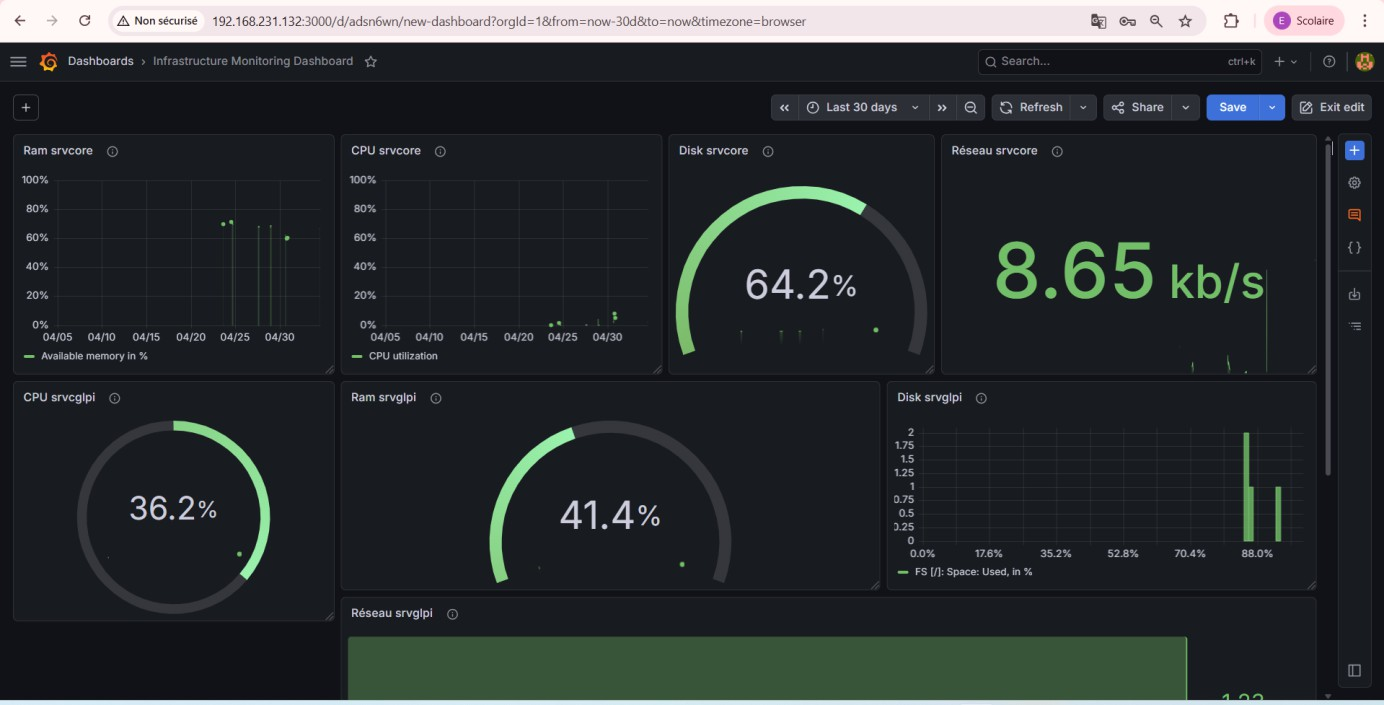 Non sécurisé 192.168.231.132:3000/d/adsn6wn/new-dashboard?orgId=1&from=now-30d&to=now&timezone=browser E Scolaire
Dashboards › Infrastructure Monitoring Dashboard Search... ctrl+k
Last 30 days Refresh Share Save Exit edit
Ram srvcore
100%
80%
60%
40%
20%
0%
04/05 04/10 04/15 04/20 04/25 04/30
Available memory in %
CPU srvcore
100%
80%
60%
40%
20%
0%
04/05 04/10 04/15 04/20 04/25 04/30
CPU utilization
Disk srvcore
64.2%
Réseau srvcore
8.65 kb/s
CPU srvcglpi
36.2%
Ram srvglpi
41.4%
Disk srvglpi
2
1.75
1.5
1.25
1
0.75
0.5
0.25
0
0.0% 17.6% 35.2% 52.8% 70.4% 88.0%
FS [/]: Space: Used, in %
Réseau srvglpi